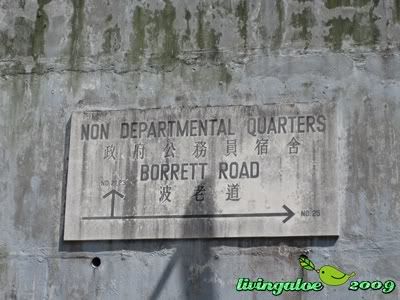 NON DEPARTMENTAL QUARTERS
政府公務員宿舍
BORRETT ROAD
波老道
NO. 25
livingaloe 2009